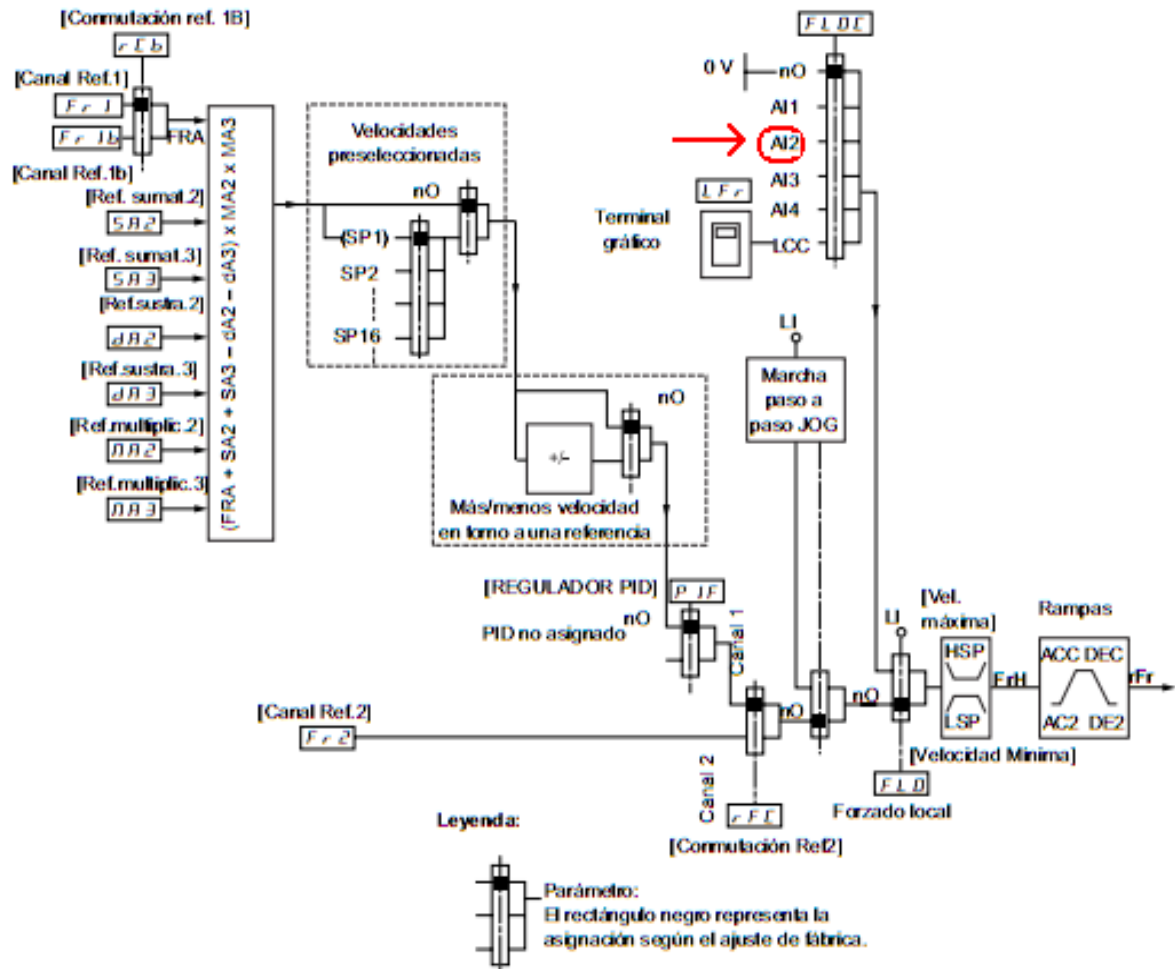 [Conmutación ref. 1B]
rCb
[Canal Ref.1]
Fr1
Fr1b
FRA
[Canal Ref.1b]
[Ref. sumat.2]
SA2
[Ref. sumat.3]
SA3
[Ref.sustra.2]
dA2
[Ref.sustra.3]
dA3
[Ref.multiplic.2]
MA2
[Ref.multiplic.3]
MA3
(FRA + SA2 + SA3 – dA2 – dA3) x MA2 x MA3
Velocidades
preseleccionadas
nO
(SP1)
SP2
SP16
nO
+/-
Más/menos velocidad
en torno a una referencia
FLOC
0 V
nO
AI1
AI2
AI3
AI4
LCC
LFr
Terminal
gráfico
LI
Marcha
paso a
paso JOG
[REGULADOR PID]
PIF
nO
PID no asignado
Canal 1
[Canal Ref.2]
Fr2
Canal 2
nO
rFC
[Conmutación Ref2]
nO
LI
FLO
Forzado local
[Vel.
máxima]
HSP
LSP
[Velocidad Mínima]
FrH
Rampas
ACC DEC
AC2 DE2
rFr
Leyenda:
Parámetro:
El rectángulo negro representa la
asignación según el ajuste de fábrica.